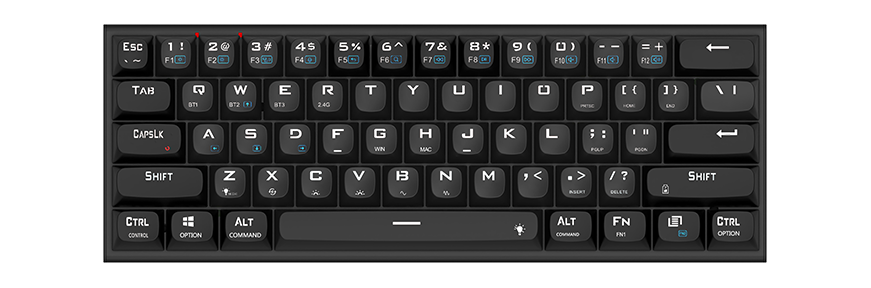 Esc 1 ! 2 @ 3 # 4 $ 5 % 6 ^ 7 & 8 * 9 ( 0 ) - - = +
` ~ F1 F2 F3 F4 F5 F6 F7 F8 F9 F10 F11 F12
TAB Q W E R T Y U I O P [ { ] } \ |
BT1 BT2 BT3 2.4G PRTSC HOME END
CAPSLK A S D F G H J K L ; : ' "
WIN MAC PGUP PGDN
SHIFT Z X C V B N M , < . > / ? SHIFT
INSERT DELETE
CTRL ALT ALT FN CTRL
CONTROL OPTION COMMAND COMMAND FN1 OPTION